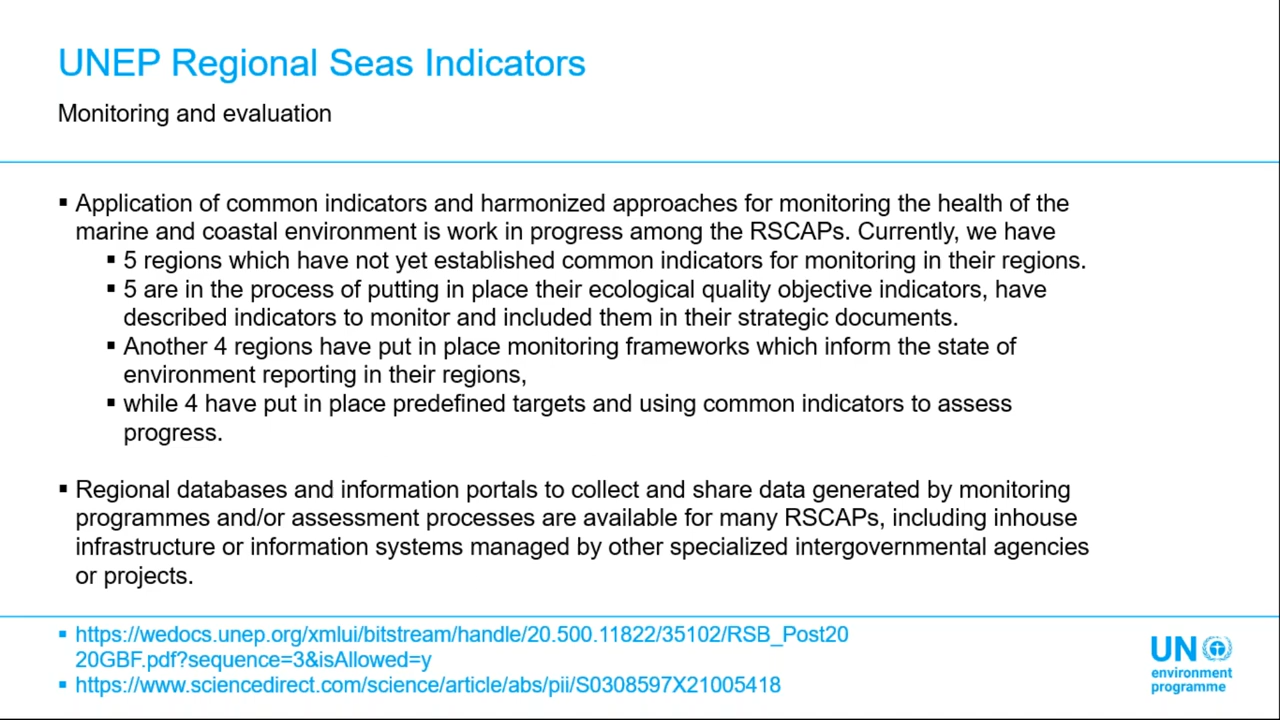 UNEP Regional Seas Indicators
Monitoring and evaluation
▪ Application of common indicators and harmonized approaches for monitoring the health of the
marine and coastal environment is work in progress among the RSCAPs. Currently, we have
▪ 5 regions which have not yet established common indicators for monitoring in their regions.
▪ 5 are in the process of putting in place their ecological quality objective indicators, have
described indicators to monitor and included them in their strategic documents.
▪ Another 4 regions have put in place monitoring frameworks which inform the state of
environment reporting in their regions,
▪ while 4 have put in place predefined targets and using common indicators to assess
progress.
▪ Regional databases and information portals to collect and share data generated by monitoring
programmes and/or assessment processes are available for many RSCAPs, including inhouse
infrastructure or information systems managed by other specialized intergovernmental agencies
or projects.
▪ https://wedocs.unep.org/xmlui/bitstream/handle/20.500.11822/35102/RSB_Post20
20GBF.pdf?sequence=3&isAllowed=y
▪ https://www.sciencedirect.com/science/article/abs/pii/S0308597X21005418
UN
environment
programme